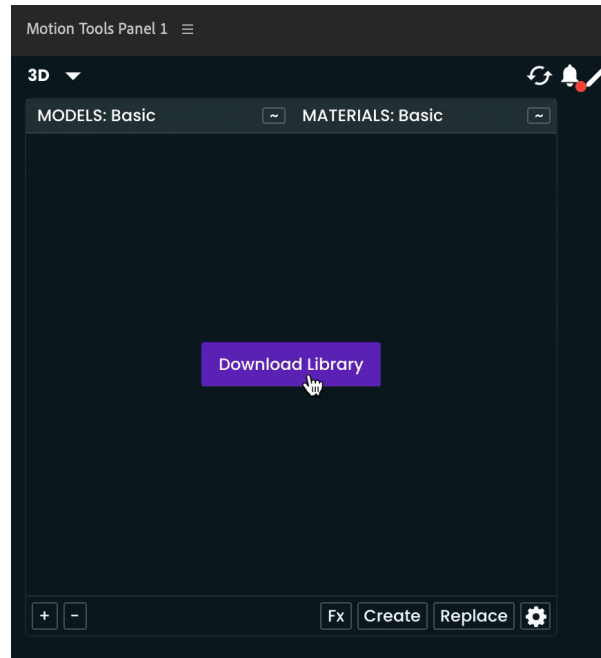 Motion Tools Panel 1
3D
MODELS: Basic ~ MATERIALS: Basic ~
Download Library
+ - Fx Create Replace